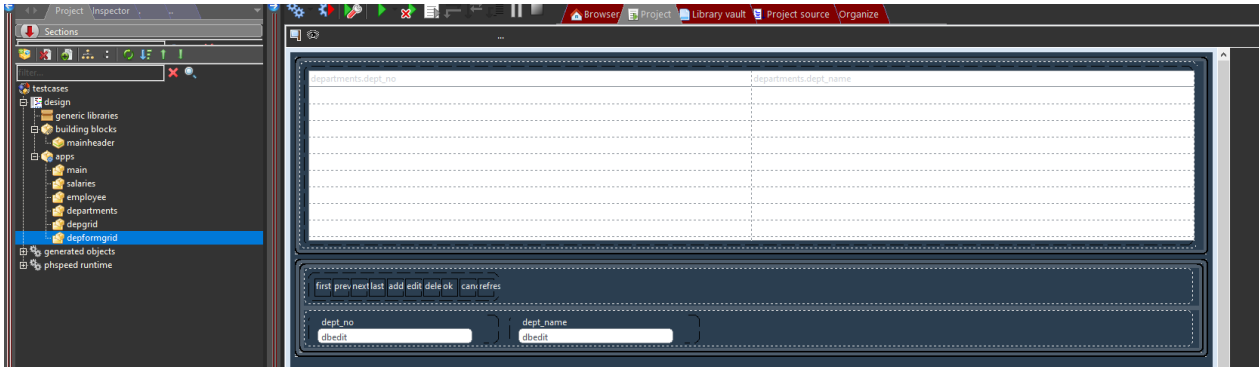 Project Inspector
Browser Project Library vault Project source Organize
Sections
...
filter...
testcases
design
generic libraries
building blocks
mainheader
apps
main
salaries
employee
departments
depgrid
depformgrid
generated objects
phspeed runtime
departments.dept_no departments.dept_name
first prev next last add edit dele ok canc refres
dept_no dept_name
dbedit dbedit